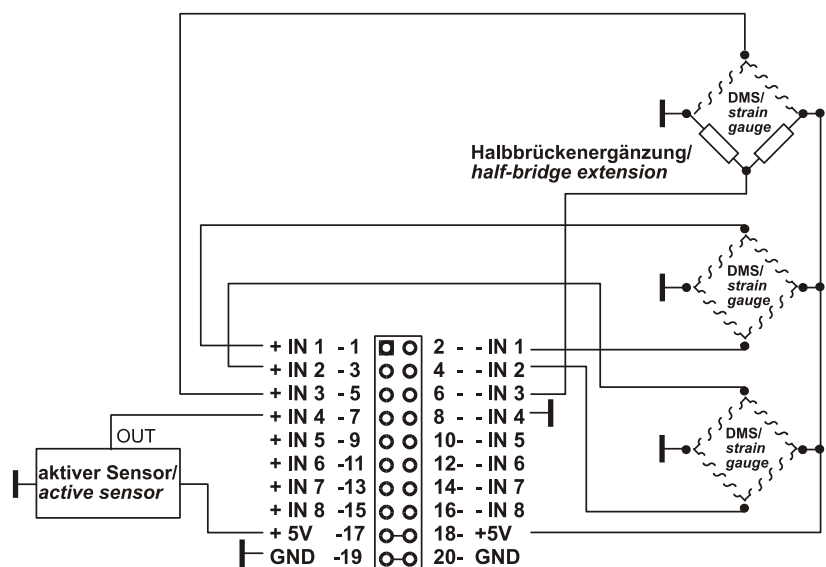 DMS/
strain
gauge
Halbbrückenergänzung/
half-bridge extension
DMS/
strain
gauge
+ IN 1 - 1 2 - - IN 1
+ IN 2 - 3 4 - - IN 2
+ IN 3 - 5 6 - - IN 3
+ IN 4 - 7 8 - - IN 4
+ IN 5 - 9 10- - IN 5
+ IN 6 -11 12- - IN 6
+ IN 7 -13 14- - IN 7
+ IN 8 -15 16- - IN 8
+ 5V -17 18- +5V
GND -19 20- GND
OUT
aktiver Sensor/
active sensor
DMS/
strain
gauge